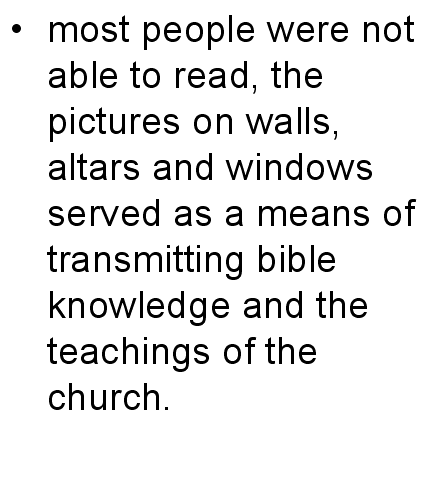 • most people were not
able to read, the
pictures on walls,
altars and windows
served as a means of
transmitting bible
knowledge and the
teachings of the
church.